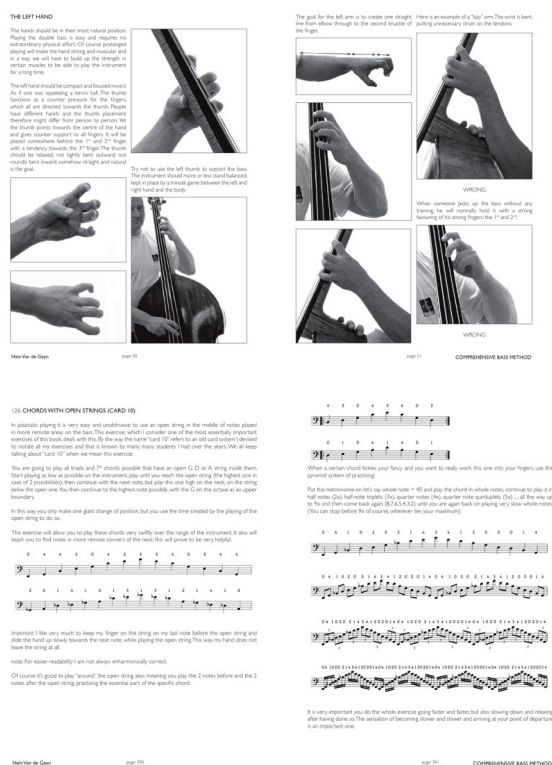 THE LEFT HAND
The hands should be in their most natural position.
Playing the double bass is easy and requires no
extraordinary physical effort. Of course prolonged
playing will make the hand strong and muscular and
in a way we will have to build up the strength in
certain muscles to be able to play the instrument
for a long time.
The left hand should be compact and focused inward.
As if one was squeezing a tennis ball. The thumb
functions as a counter pressure for the fingers,
which all are directed towards the thumb. People
have different hands and the thumb placement
therefore might differ from person to person. Yet
the thumb points towards the centre of the hand
and gives counter support to all fingers. It will be
placed somewhere behind the 1st and 2nd finger
with a tendency towards the 3rd finger. The thumb
should be relaxed, not tightly bent outward, not
roundly bent inward: somehow straight and natural
is the goal.
Try not to use the left thumb to support the bass.
The instrument should more or less stand balanced,
kept in place by a minute game between the left and
right hand and the body.
Hein Van de Geyn
page 50
The goal for the left arm is to create one straight
line from elbow through to the second knuckle of
the finger.
Here is an example of a "lazy" arm. The wrist is bent,
putting unnecessary strain on the tendons.
WRONG
When someone picks up the bass without any
training, he will normally hold it with a strong
favouring of his strong fingers the 1st and 2nd.
WRONG
page 51
COMPREHENSIVE BASS METHOD
126. CHORDS WITH OPEN STRINGS (CARD 10)
In pizzicato playing it is very easy and unobtrusive to use an open string in the middle of notes played
in more remote areas on the bass. This exercise, which I consider one of the most essentially important
exercises of this book, deals with this. By the way the name "card 10" refers to an old card system I devised
to notate all my exercises and that is known by many, many students I had over the years. We all keep
talking about "card 10" when we mean this exercise.
You are going to play all triads and 7th chords possible that have an open G, D or A string inside them.
Start playing as low as possible on the instrument, play until you reach the open string (the highest one in
case of 2 possibilities); then continue with the next note, but play this one high on the neck, on the string
below the open one. You then continue to the highest note possible, with the G on the octave as an upper
boundary.
In this way you only make one giant change of position, but you use the time created by the playing of the
open string to do so.
This exercise will allow you to play these chords very swiftly over the range of the instrument. It also will
teach you to find notes in more remote corners of the neck, this will prove to be very helpful.
Important: I like very much to keep my finger on the string on my last note before the open string and
slide the hand up slowly towards the next note, while playing the open string. This way my hand does not
leave the string at all.
note: For easier readability I am not always enharmonically correct.
Of course it's good to play "around" the open string also; meaning you play the 2 notes before and the 2
notes after the open string, practising the essential part of the specific chord.
Hein Van de Geyn
page 390
4 2 0 4 2 4 0 2
0 1 0 4 1 4 0 1
When a certain chord tickles your fancy and you want to really work this one into your fingers use the
pyramid system of practising.
Put the metronome on let's say whole note = 40 and play the chord in whole notes, continue to play it in
half notes (2x), half-note triplets (3x), quarter notes (4x), quarter note quintuplets (5x) .... all the way up
to 9x and then come back again (8,7,6,5,4,3,2) until you are again back on playing very slow whole notes.
(You can stop before 9x of course; wherever lies your maximum).
It is very important you do the whole exercise going faster and faster, but also slowing down and relaxing
after having done so. The sensation of becoming slower and slower and arriving at your point of departure
is an important one.
page 391
COMPREHENSIVE BASS METHOD